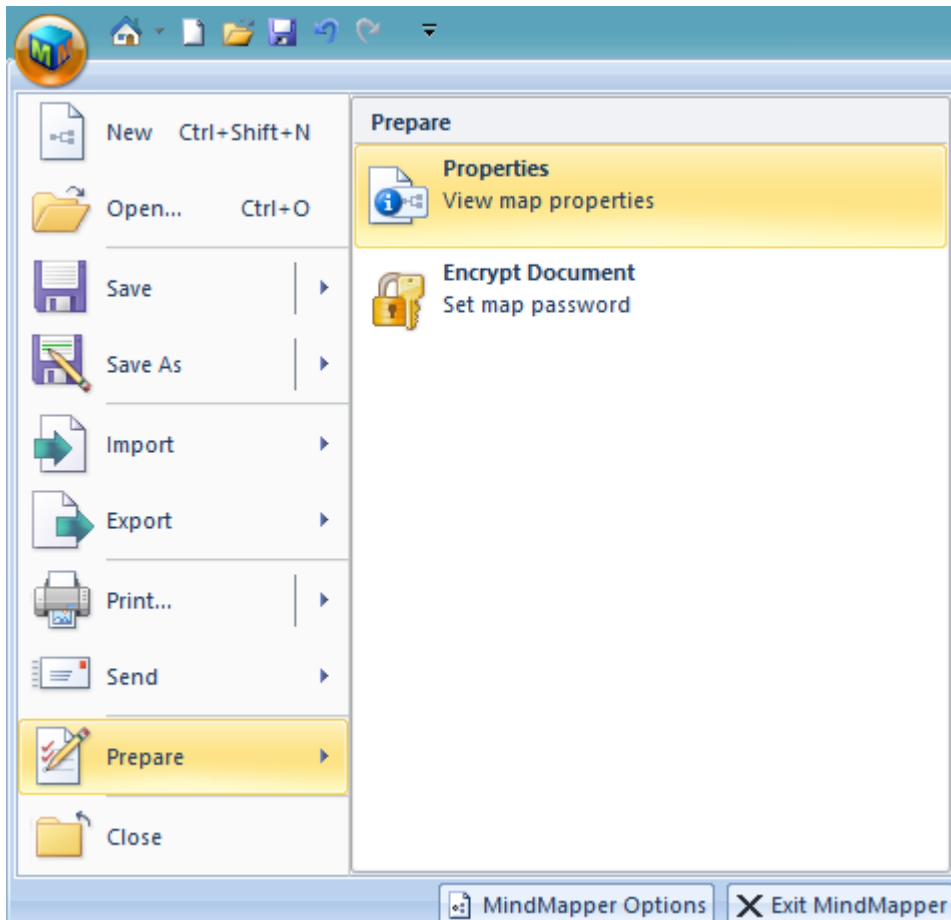 New Ctrl+Shift+N
Open... Ctrl+O
Save
Save As
Import
Export
Print...
Send
Prepare
Close
Prepare
Properties
View map properties
Encrypt Document
Set map password
MindMapper Options
Exit MindMapper